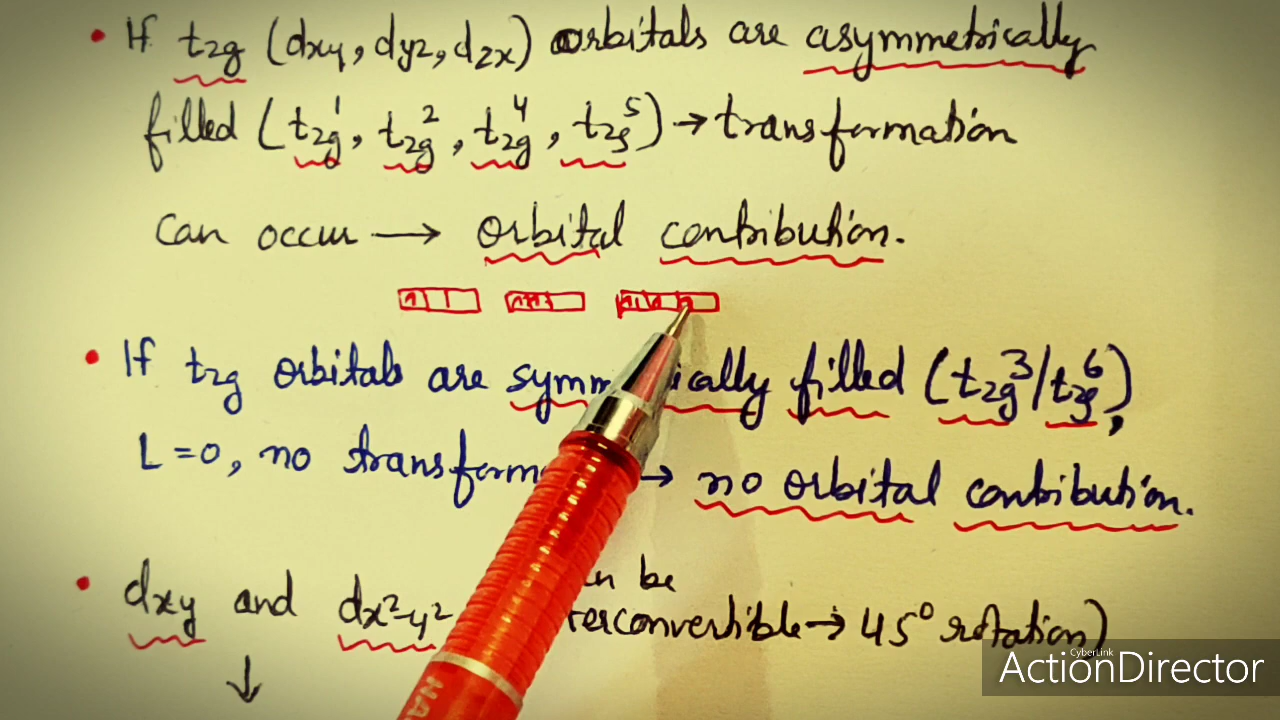 • If t2g (dxy, dyz, dzx) orbitals are asymmetrically
filled (t2g¹, t2g², t2g⁴, t2g⁵) → transformation
can occur → orbital contribution.
• If t2g orbitals are symm ically filled (t2g³/t2g⁶),
L = 0, no transform → no orbital contribution.
• dxy and dx²-y² n be
terconvertible → 45° rotation)
↓
CyberLink
ActionDirector